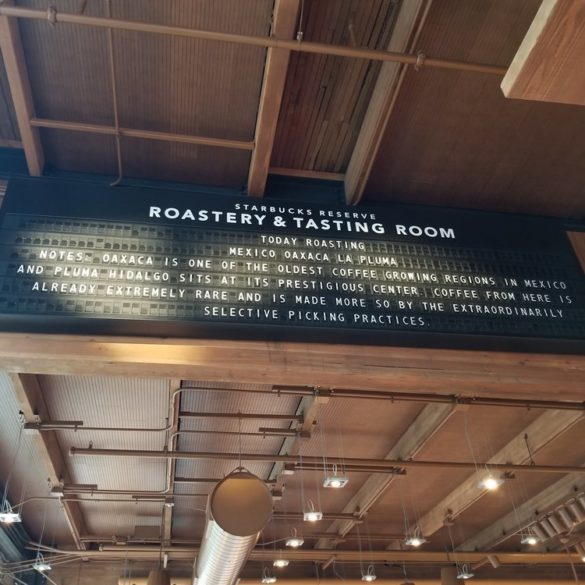 STARBUCKS RESERVE
ROASTERY & TASTING ROOM
TODAY ROASTING
MEXICO OAXACA LA PLUMA
NOTES: OAXACA IS ONE OF THE OLDEST COFFEE GROWING REGIONS IN MEXICO
AND PLUMA HIDALGO SITS AT ITS PRESTIGIOUS CENTER. COFFEE FROM HERE IS
ALREADY EXTREMELY RARE AND IS MADE MORE SO BY THE EXTRAORDINARILY
SELECTIVE PICKING PRACTICES.